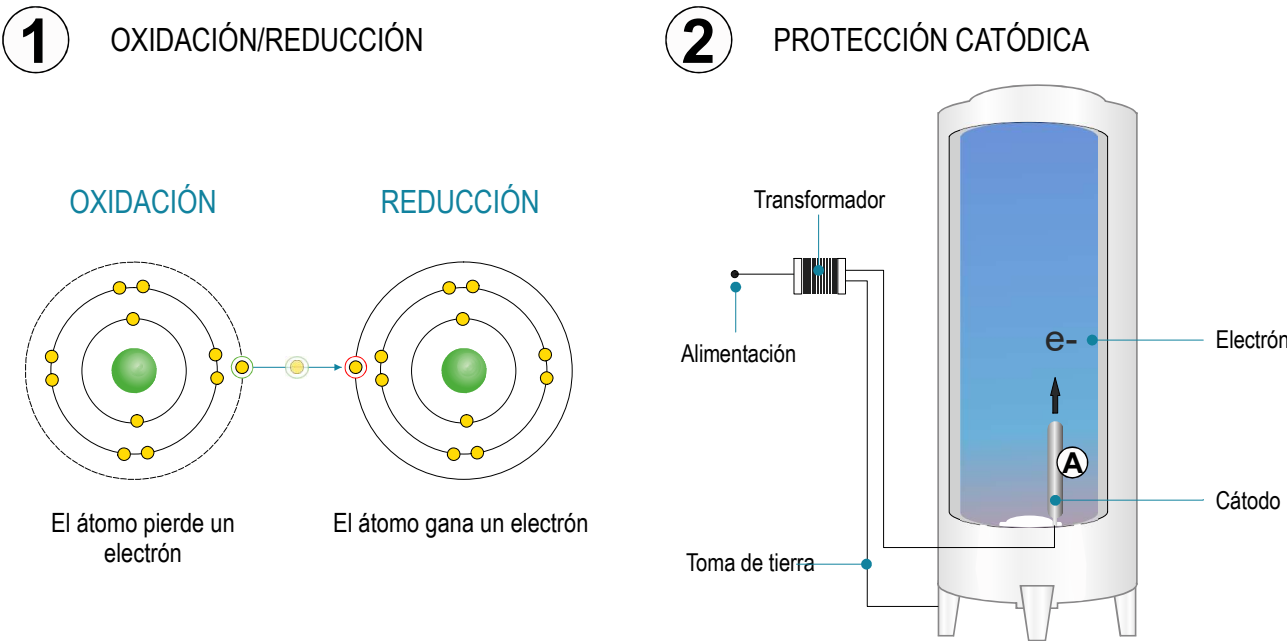 1
OXIDACIÓN/REDUCCIÓN
OXIDACIÓN
REDUCCIÓN
El átomo pierde un
electrón
El átomo gana un electrón
2
PROTECCIÓN CATÓDICA
Transformador
Alimentación
e-
Electrón
A
Cátodo
Toma de tierra